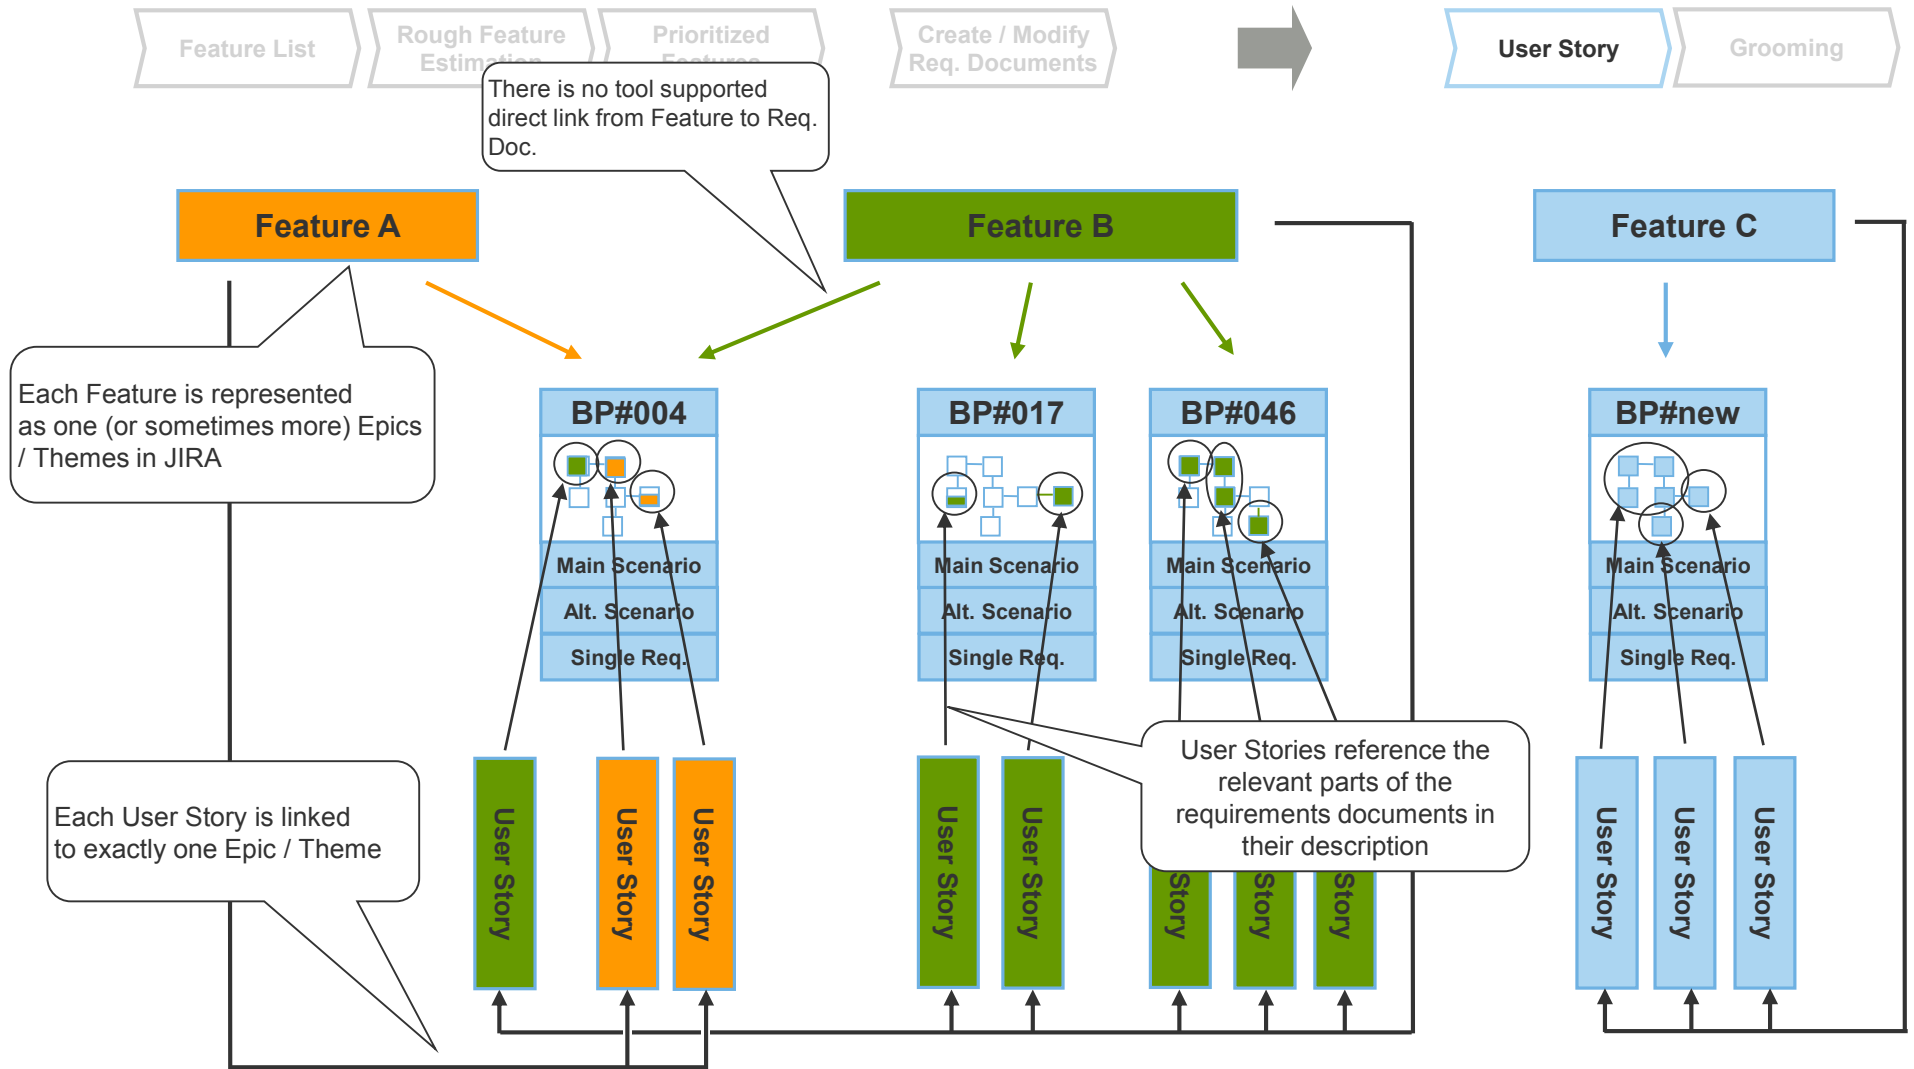 Feature List
Rough Feature
Estimation
Prioritized
Features
Create / Modify
Req. Documents
User Story
Grooming
There is no tool supported
direct link from Feature to Req.
Doc.
Feature A
Feature B
Feature C
Each Feature is represented
as one (or sometimes more) Epics
/ Themes in JIRA
BP#004
Main Scenario
Alt. Scenario
Single Req.
BP#017
Main Scenario
Alt. Scenario
Single Req.
BP#046
Main Scenario
Alt. Scenario
Single Req.
BP#new
Main Scenario
Alt. Scenario
Single Req.
User Stories reference the
relevant parts of the
requirements documents in
their description
Each User Story is linked
to exactly one Epic / Theme
User Story
User Story
User Story
User Story
User Story
Story
Story
Story
User Story
User Story
User Story